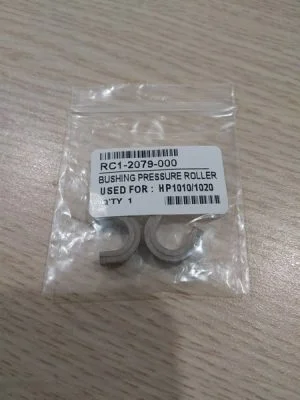 RC1-2079-000
BUSHING PRESSURE ROLLER
USED FOR : HP1010/1020
Q'TY 1